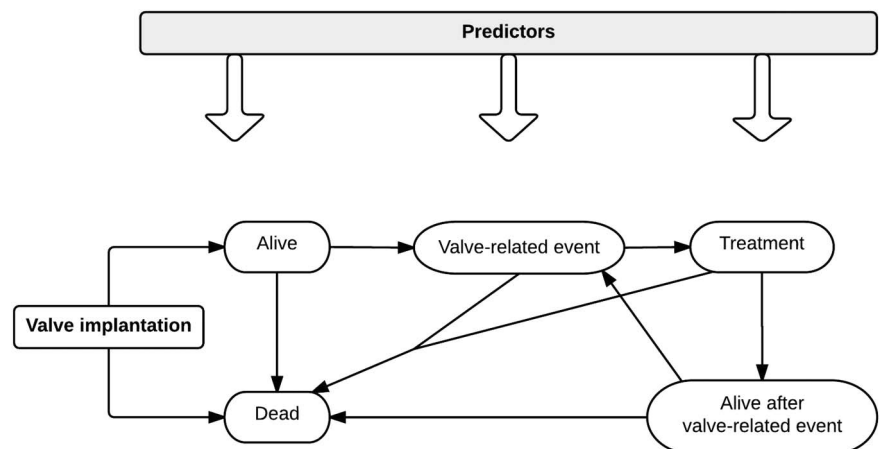 Predictors
Alive
Valve-related event
Treatment
Valve implantation
Dead
Alive after
valve-related event